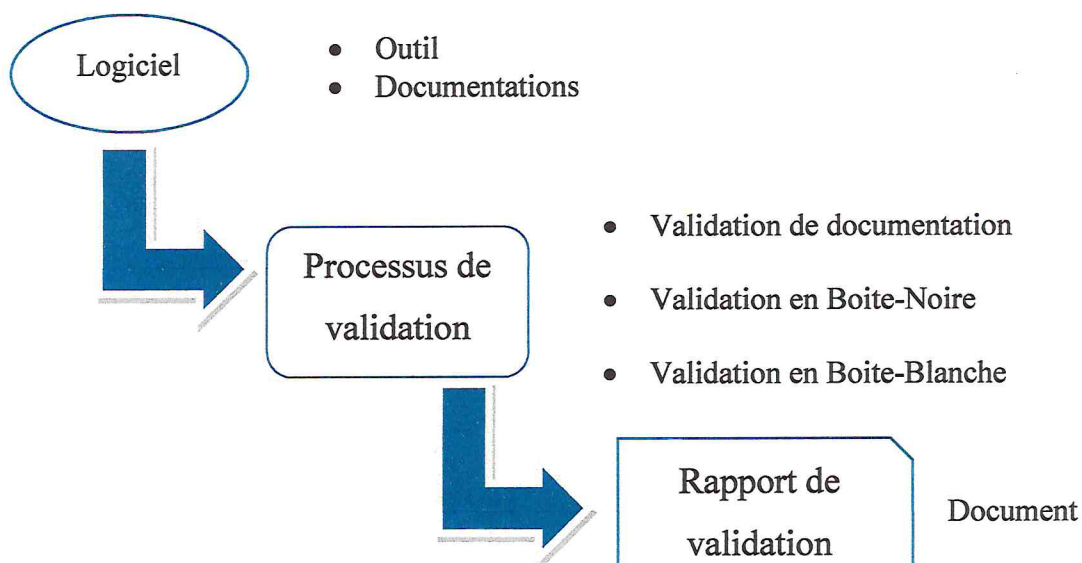 Logiciel
• Outil
• Documentations
Processus de
validation
• Validation de documentation
• Validation en Boite-Noire
• Validation en Boite-Blanche
Rapport de
validation
Document